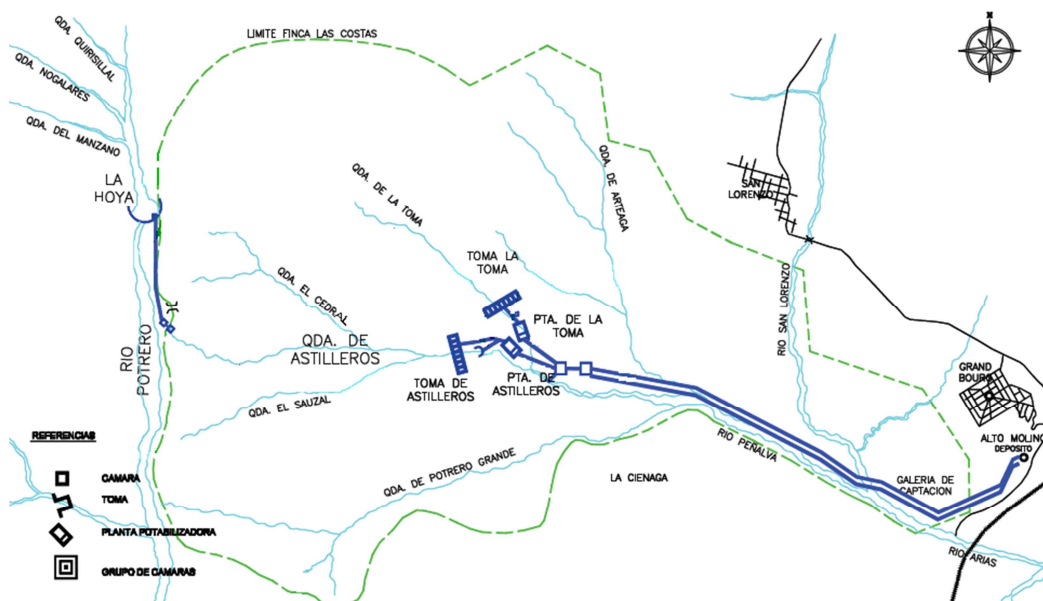 LIMITE FINCA LAS COSTAS
N
QDA. QUIRISILLAL
QDA. NOGALARES
QDA. DEL MANZANO
LA
HOYA
QDA. DE LA TOMA
QDA. DE ARTEAGA
SAN
LORENZO
TOMA LA
TOMA
QDA. EL CEDRAL
PTA. DE LA
TOMA
RIO SAN LORENZO
RIO
POTRERO
QDA. DE
ASTILLEROS
TOMA DE
ASTILLEROS
PTA. DE
ASTILLEROS
GRAND
BOURG
QDA. EL SAUZAL
ALTO MOLINO
DEPOSITO
RIO PEÑALVA
REFERENCIAS
QDA. DE POTRERO GRANDE
LA CIENAGA
GALERIA DE
CAPTACION
CAMARA
TOMA
PLANTA POTABILIZADORA
GRUPO DE CAMARAS
RIO ARIAS